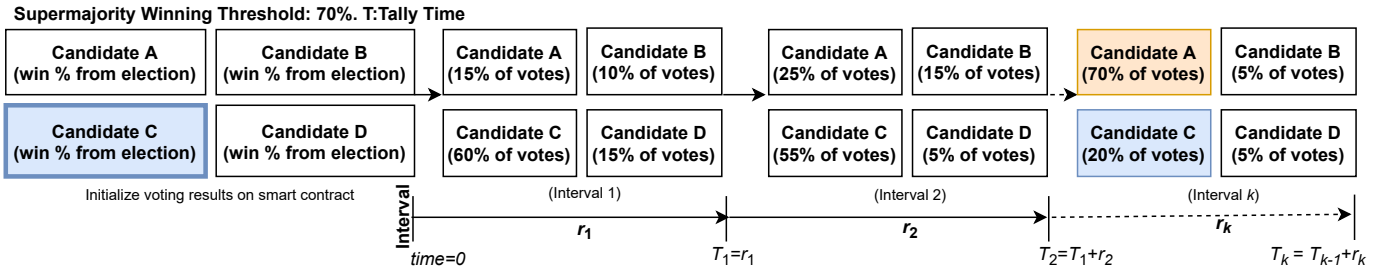 Supermajority Winning Threshold: 70%. T:Tally Time
Candidate A
(win % from election)
Candidate B
(win % from election)
Candidate C
(win % from election)
Candidate D
(win % from election)
Initialize voting results on smart contract
Candidate A
(15% of votes)
Candidate B
(10% of votes)
Candidate C
(60% of votes)
Candidate D
(15% of votes)
(Interval 1)
Candidate A
(25% of votes)
Candidate B
(15% of votes)
Candidate C
(55% of votes)
Candidate D
(5% of votes)
(Interval 2)
Candidate A
(70% of votes)
Candidate B
(5% of votes)
Candidate C
(20% of votes)
Candidate D
(5% of votes)
(Interval k)
Interval
r1
r2
rk
time=0
T1=r1
T2=T1+r2
Tk = Tk-1+rk